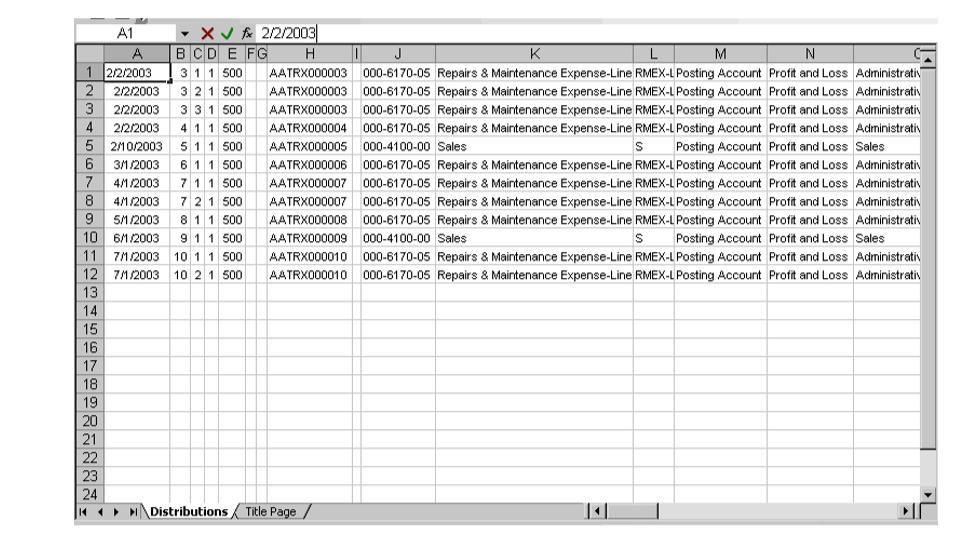 A1 fx 2/2/2003
A B C D E F G H I J K L M N
1 2/2/2003 3 1 1 500 AATRX000003 000-6170-05 Repairs & Maintenance Expense-Line RMEX-L Posting Account Profit and Loss Administrativ
2 2/2/2003 3 2 1 500 AATRX000003 000-6170-05 Repairs & Maintenance Expense-Line RMEX-L Posting Account Profit and Loss Administrativ
3 2/2/2003 3 3 1 500 AATRX000003 000-6170-05 Repairs & Maintenance Expense-Line RMEX-L Posting Account Profit and Loss Administrativ
4 2/2/2003 4 1 1 500 AATRX000004 000-6170-05 Repairs & Maintenance Expense-Line RMEX-L Posting Account Profit and Loss Administrativ
5 2/10/2003 5 1 1 500 AATRX000005 000-4100-00 Sales S Posting Account Profit and Loss Sales
6 3/1/2003 6 1 1 500 AATRX000006 000-6170-05 Repairs & Maintenance Expense-Line RMEX-L Posting Account Profit and Loss Administrativ
7 4/1/2003 7 1 1 500 AATRX000007 000-6170-05 Repairs & Maintenance Expense-Line RMEX-L Posting Account Profit and Loss Administrativ
8 4/1/2003 7 2 1 500 AATRX000007 000-6170-05 Repairs & Maintenance Expense-Line RMEX-L Posting Account Profit and Loss Administrativ
9 5/1/2003 8 1 1 500 AATRX000008 000-6170-05 Repairs & Maintenance Expense-Line RMEX-L Posting Account Profit and Loss Administrativ
10 6/1/2003 9 1 1 500 AATRX000009 000-4100-00 Sales S Posting Account Profit and Loss Sales
11 7/1/2003 10 1 1 500 AATRX000010 000-6170-05 Repairs & Maintenance Expense-Line RMEX-L Posting Account Profit and Loss Administrativ
12 7/1/2003 10 2 1 500 AATRX000010 000-6170-05 Repairs & Maintenance Expense-Line RMEX-L Posting Account Profit and Loss Administrativ
13
14
15
16
17
18
19
20
21
22
23
24
Distributions Title Page